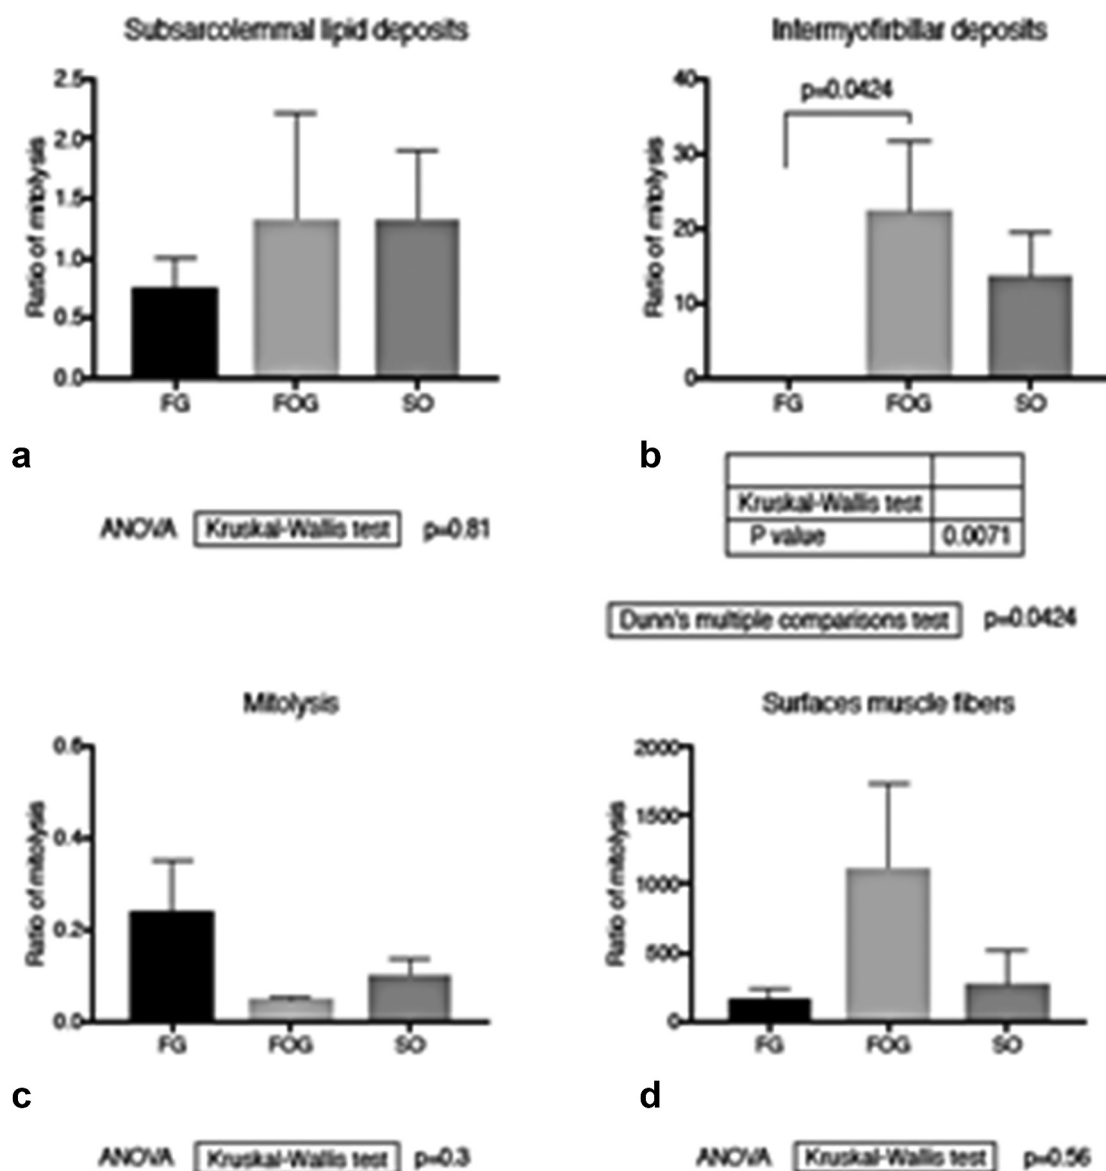 Subsarcolemmal lipid deposits
Ratio of mitolysis
2.5
2.0
1.5
1.0
0.5
0.0
FG FOG SO
a
ANOVA Kruskal-Wallis test p=0.81
Intermyofirbillar deposits
Ratio of mitolysis
40
30
20
10
0
p=0.0424
FG FOG SO
b
Kruskal-Wallis test
P value 0.0071
Dunn's multiple comparisons test p=0.0424
Mitolysis
Ratio of mitolysis
0.6
0.4
0.2
0.0
FG FOG SO
c
ANOVA Kruskal-Wallis test p=0.3
Surfaces muscle fibers
Ratio of mitolysis
2000
1500
1000
500
0
FG FOG SO
d
ANOVA Kruskal-Wallis test p=0.56